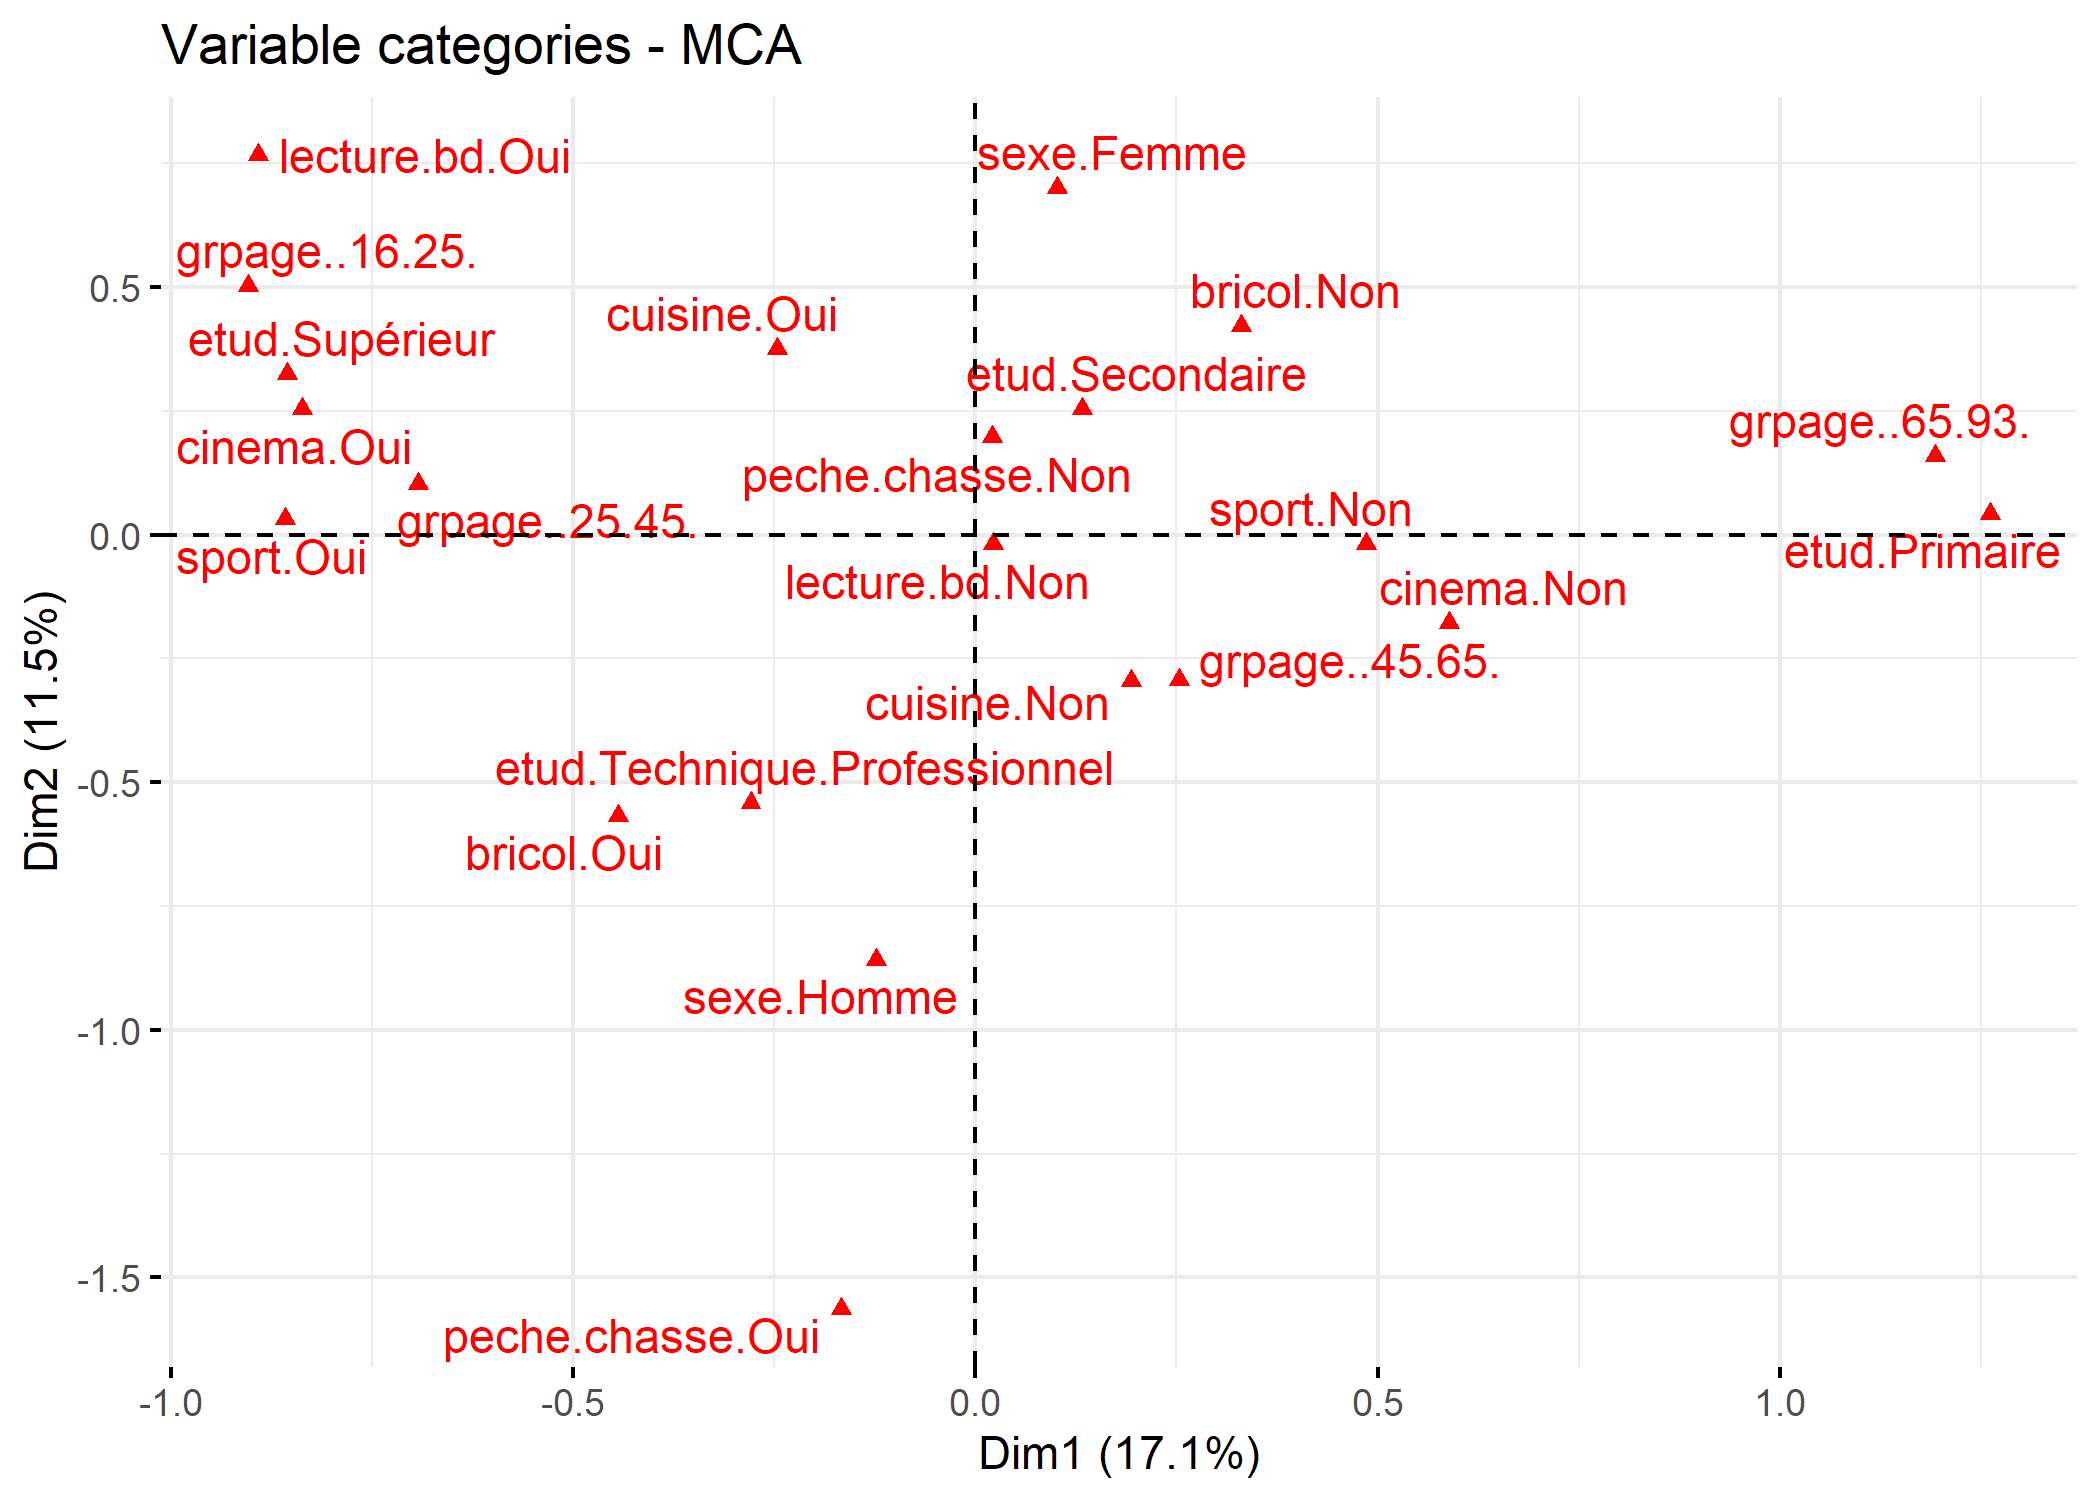 Variable categories - MCA
lecture.bd.Oui
sexe.Femme
grpage..16.25.
bricol.Non
cuisine.Oui
etud.Supérieur
etud.Secondaire
grpage..65.93.
cinema.Oui
peche.chasse.Non
sport.Non
grpage..25.45.
etud.Primaire
sport.Oui
lecture.bd.Non
cinema.Non
grpage..45.65.
cuisine.Non
etud.Technique.Professionnel
bricol.Oui
sexe.Homme
peche.chasse.Oui
0.5
0.0
-0.5
-1.0
-1.5
Dim2 (11.5%)
-1.0 -0.5 0.0 0.5 1.0
Dim1 (17.1%)